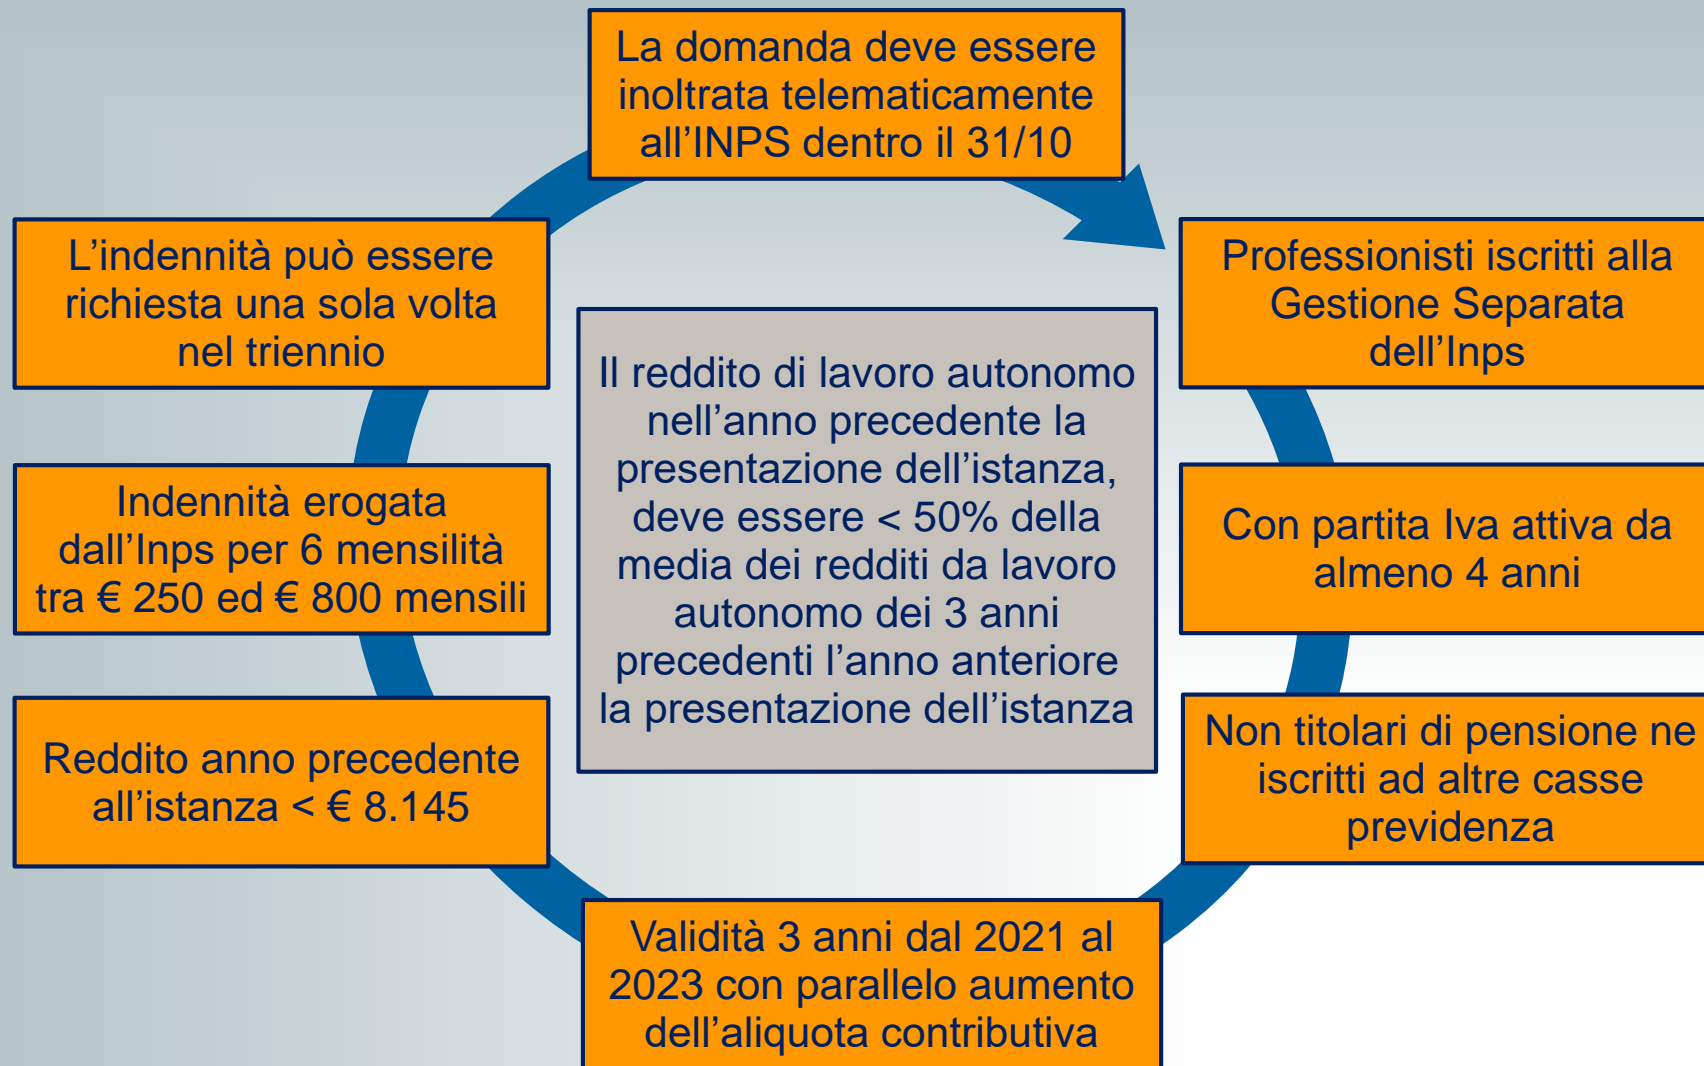 La domanda deve essere
inoltrata telematicamente
all'INPS dentro il 31/10
Professionisti iscritti alla
Gestione Separata
dell'Inps
Con partita Iva attiva da
almeno 4 anni
Non titolari di pensione ne
iscritti ad altre casse
previdenza
Validità 3 anni dal 2021 al
2023 con parallelo aumento
dell'aliquota contributiva
Reddito anno precedente
all'istanza < € 8.145
Indennità erogata
dall'Inps per 6 mensilità
tra € 250 ed € 800 mensili
L'indennità può essere
richiesta una sola volta
nel triennio
Il reddito di lavoro autonomo
nell'anno precedente la
presentazione dell'istanza,
deve essere < 50% della
media dei redditi da lavoro
autonomo dei 3 anni
precedenti l'anno anteriore
la presentazione dell'istanza